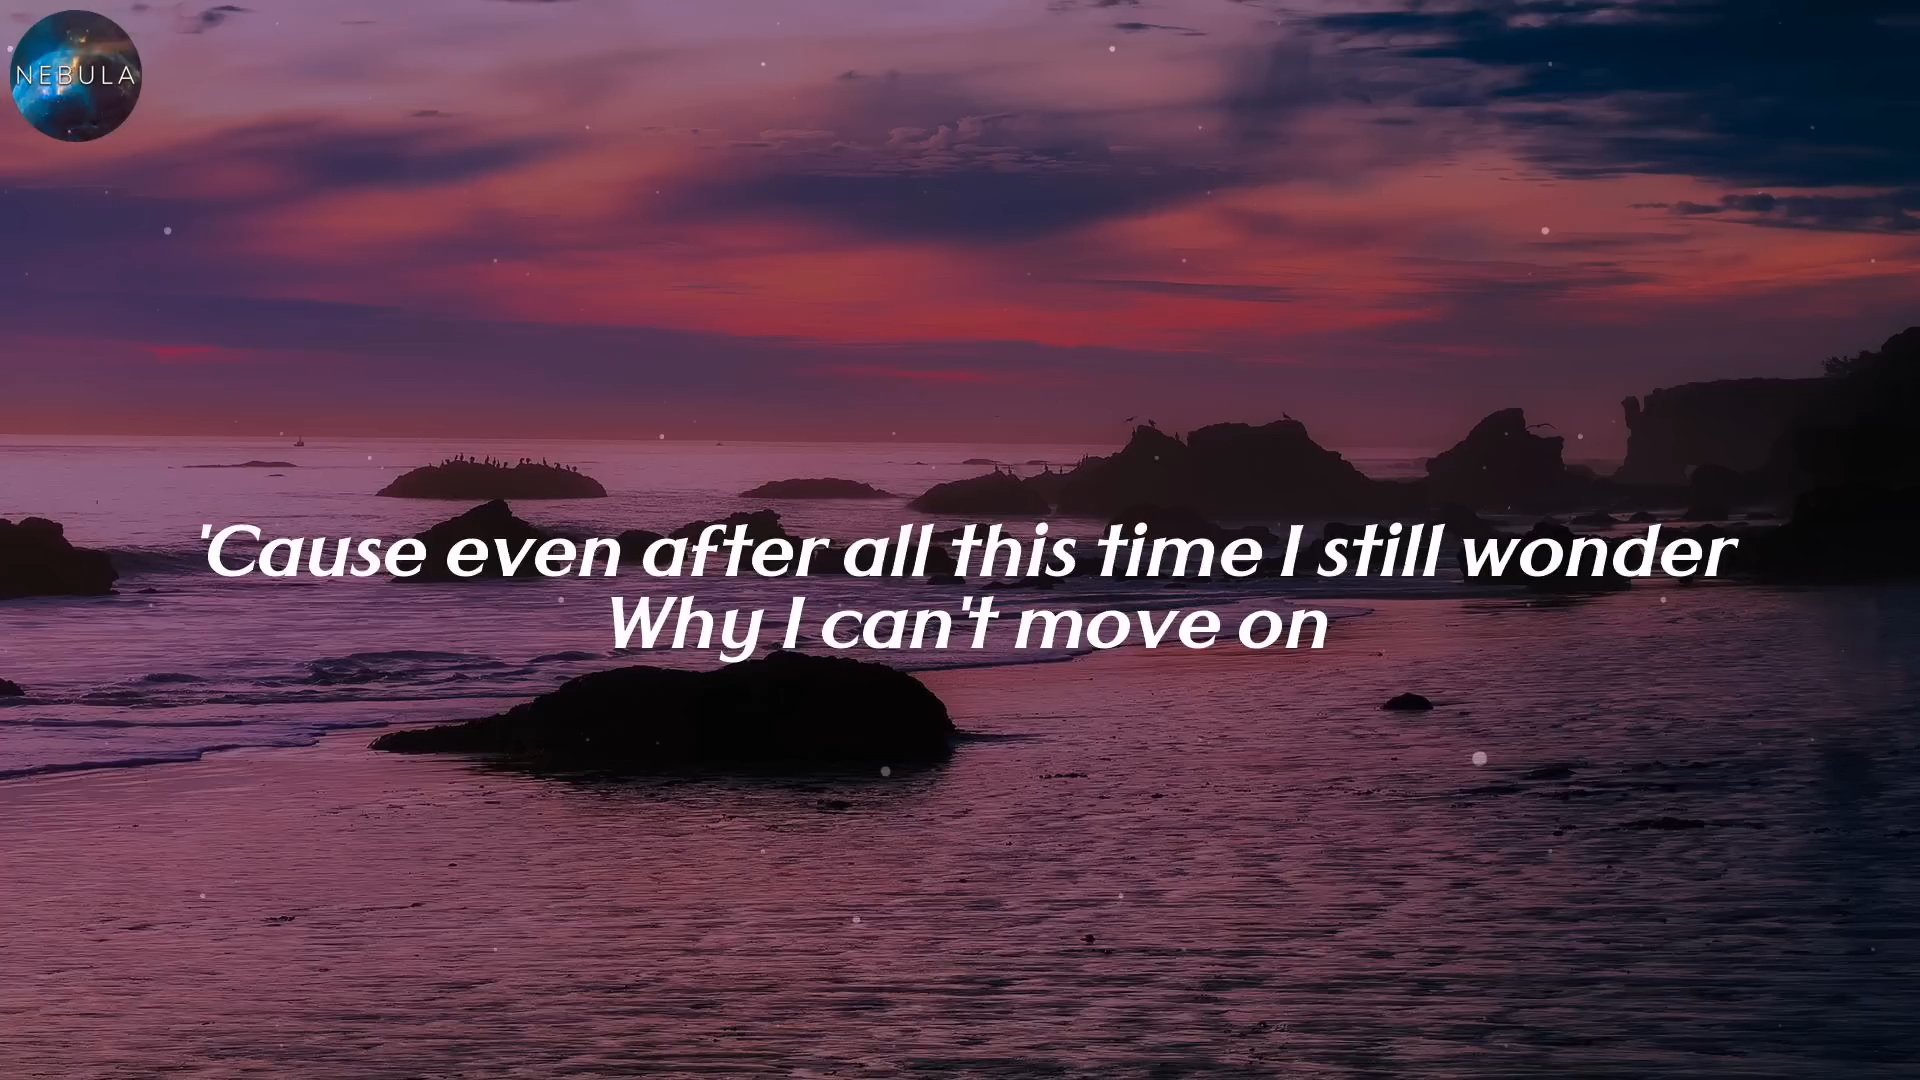 NEBULA
'Cause even after all this time I still wonder
Why I can't move on